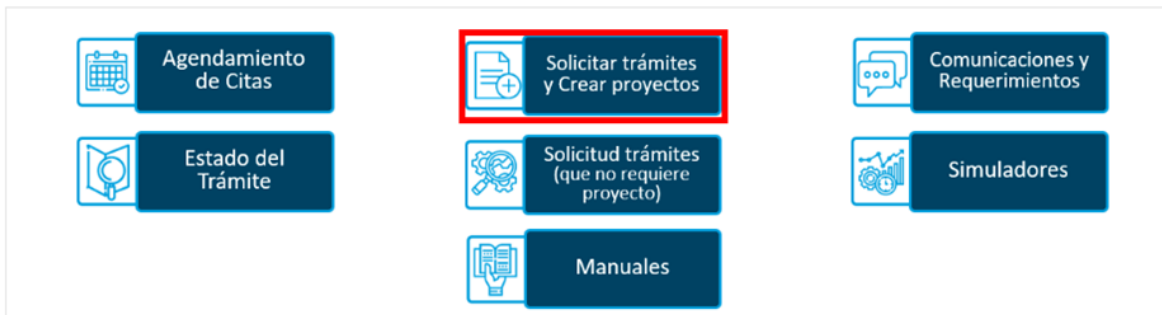 Agendamiento
de Citas
Solicitar trámites
y Crear proyectos
Comunicaciones y
Requerimientos
Estado del
Trámite
Solicitud trámites
(que no requiere
proyecto)
Simuladores
Manuales